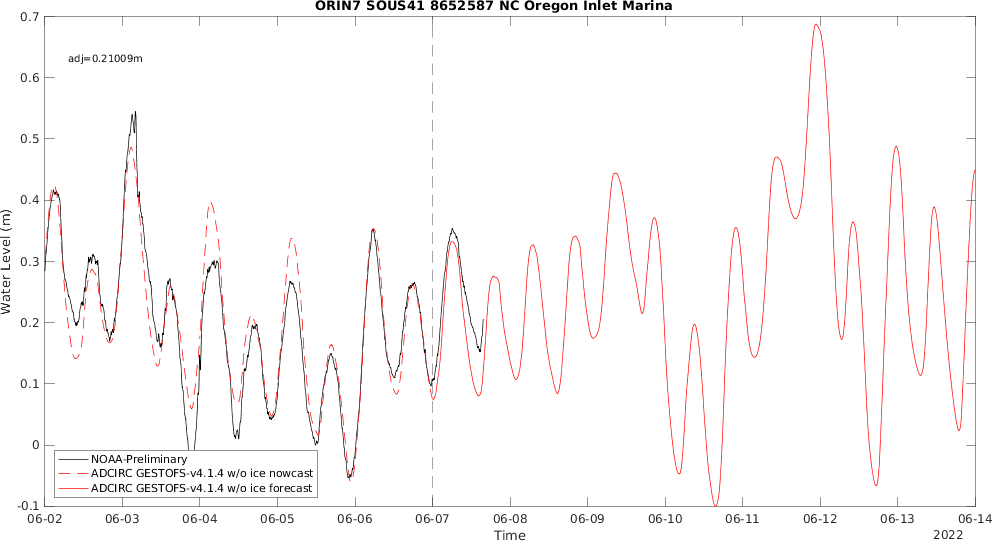 ORIN7 SOUS41 8652587 NC Oregon Inlet Marina
0.7
adj=0.21009m
0.6
0.5
0.4
0.3
0.2
0.1
0
-0.1
Water Level (m)
NOAA-Preliminary
ADCIRC GESTOFS-v4.1.4 w/o ice nowcast
ADCIRC GESTOFS-v4.1.4 w/o ice forecast
06-02 06-03 06-04 06-05 06-06 06-07 06-08 06-09 06-10 06-11 06-12 06-13 06-14
Time
2022